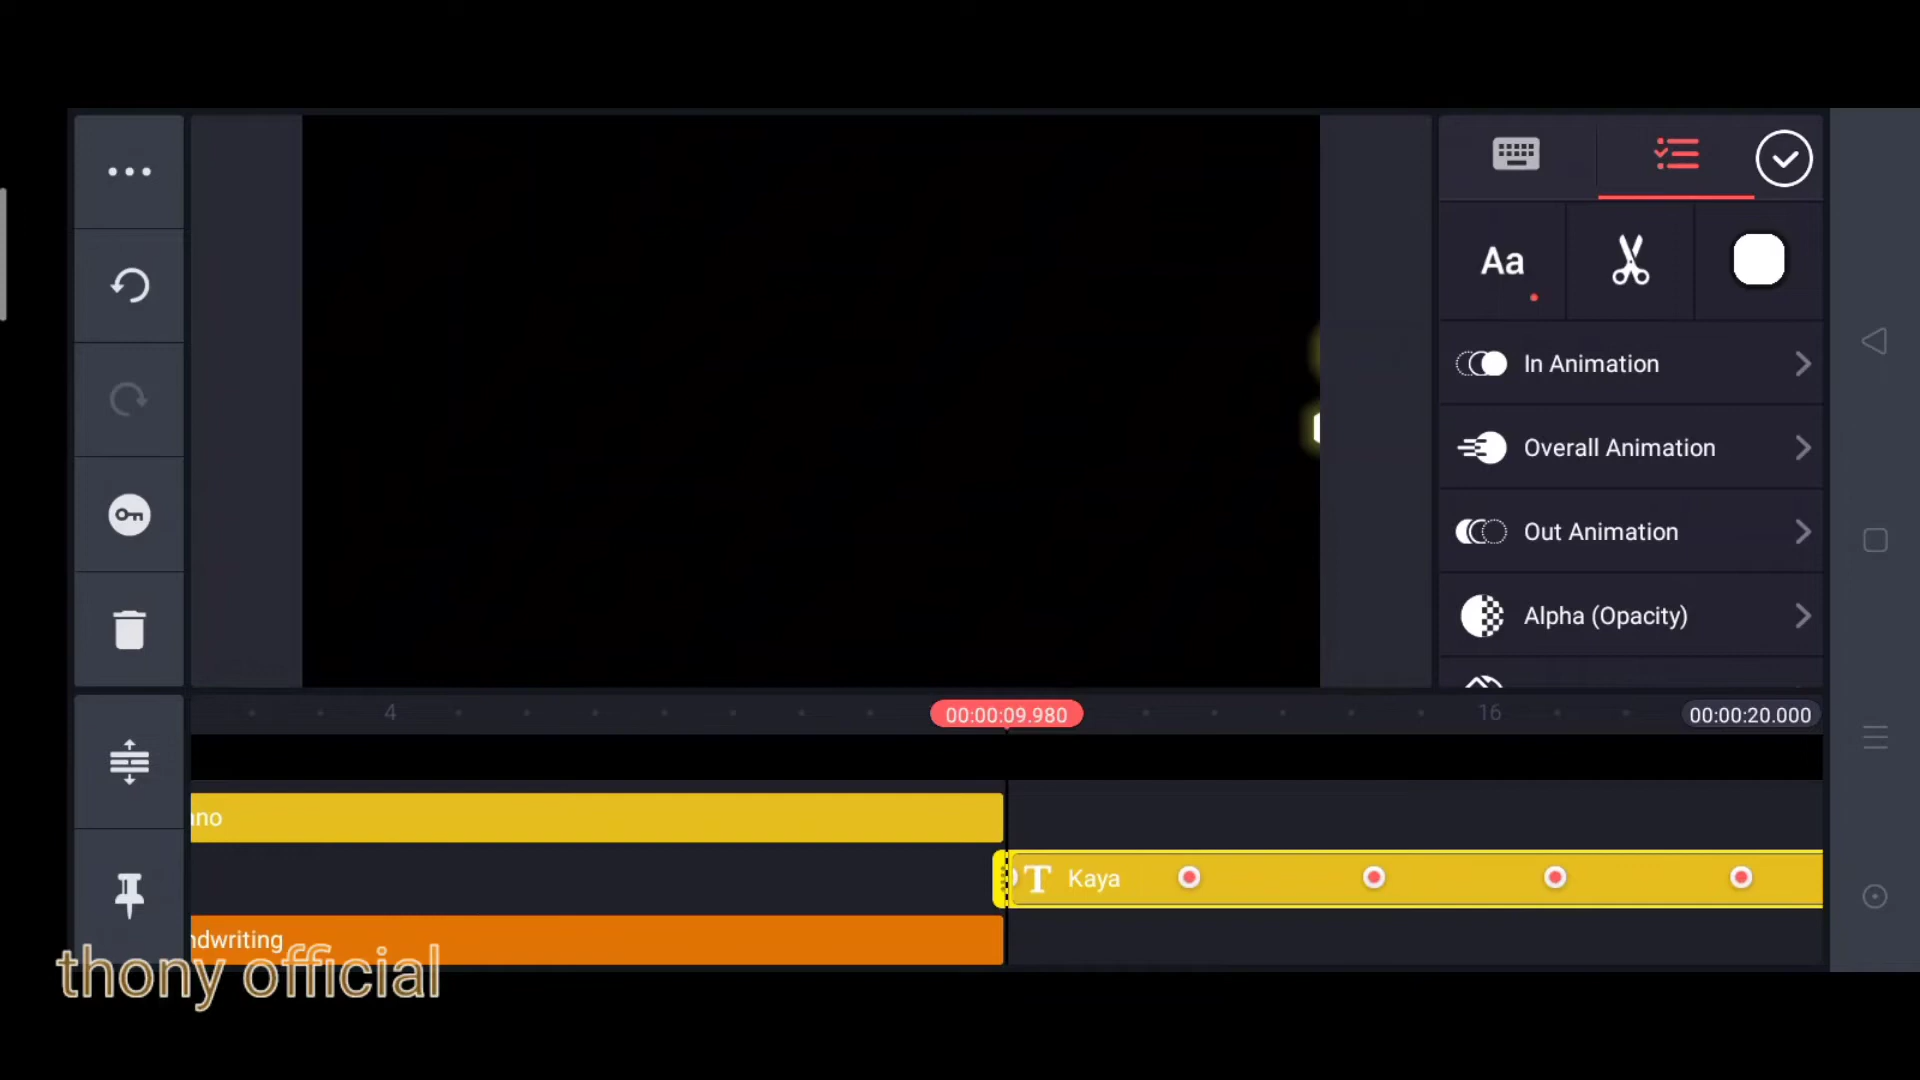 Aa
In Animation
Overall Animation
Out Animation
Alpha (Opacity)
4
00:00:09.980
16
00:00:20.000
no
T Kaya
ndwriting
thony official